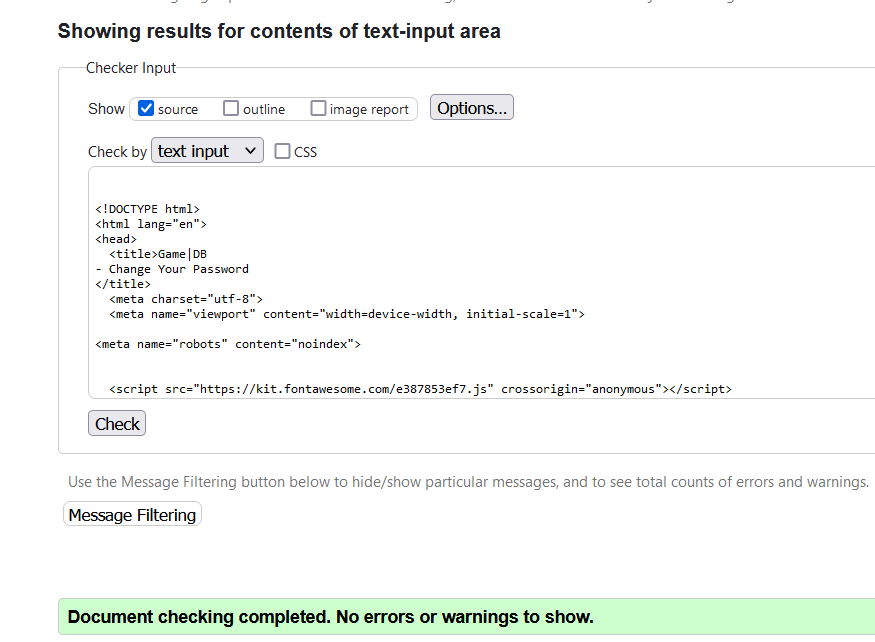 Showing results for contents of text-input area
Checker Input
Show source outline image report Options...
Check by text input CSS
<!DOCTYPE html>
<html lang="en">
<head>
  <title>Game|DB
- Change Your Password
</title>
  <meta charset="utf-8">
  <meta name="viewport" content="width=device-width, initial-scale=1">
<meta name="robots" content="noindex">
  <script src="https://kit.fontawesome.com/e387853ef7.js" crossorigin="anonymous"></script>
Check
Use the Message Filtering button below to hide/show particular messages, and to see total counts of errors and warnings.
Message Filtering
Document checking completed. No errors or warnings to show.